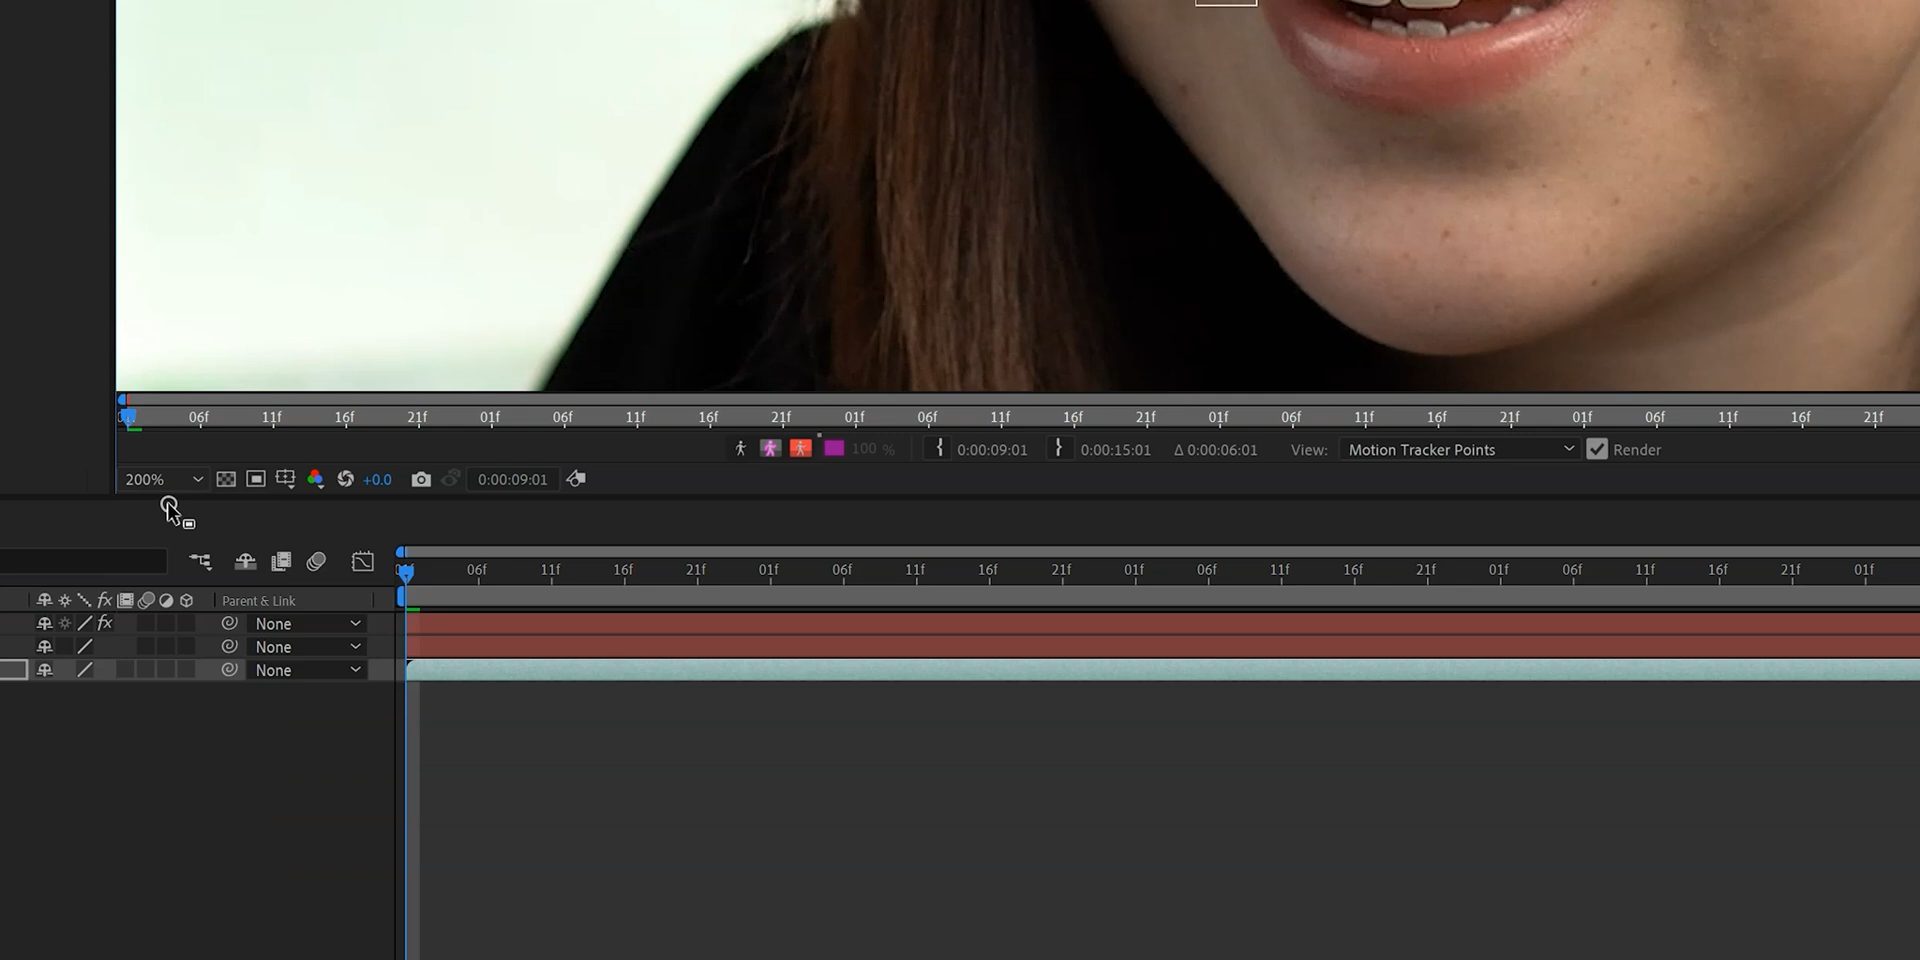 06f 11f 16f 21f 01f 06f 11f 16f 21f 01f 06f 11f 16f 21f 01f 06f 11f 16f 21f 01f 06f 11f 16f 21f
100 % { 0:00:09:01 } 0:00:15:01 Δ 0:00:06:01 View: Motion Tracker Points Render
200% +0.0 0:00:09:01
06f 11f 16f 21f 01f 06f 11f 16f 21f 01f 06f 11f 16f 21f 01f 06f 11f 16f 21f 01f
fx Parent & Link
fx None
None
None